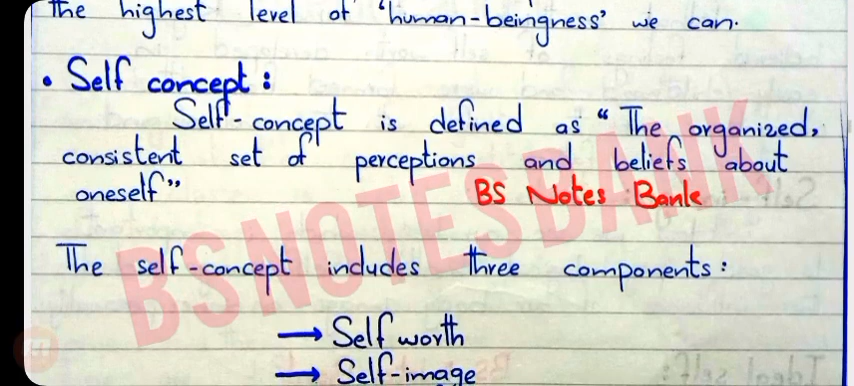 the highest level of 'human-beingness' we can.
• Self concept :
Self-concept is defined as "The organized,
consistent set of perceptions and beliefs about
oneself"
BS Notes Bank
BSNOTESBANK
The self-concept includes three components :
→ Self worth
→ Self-image